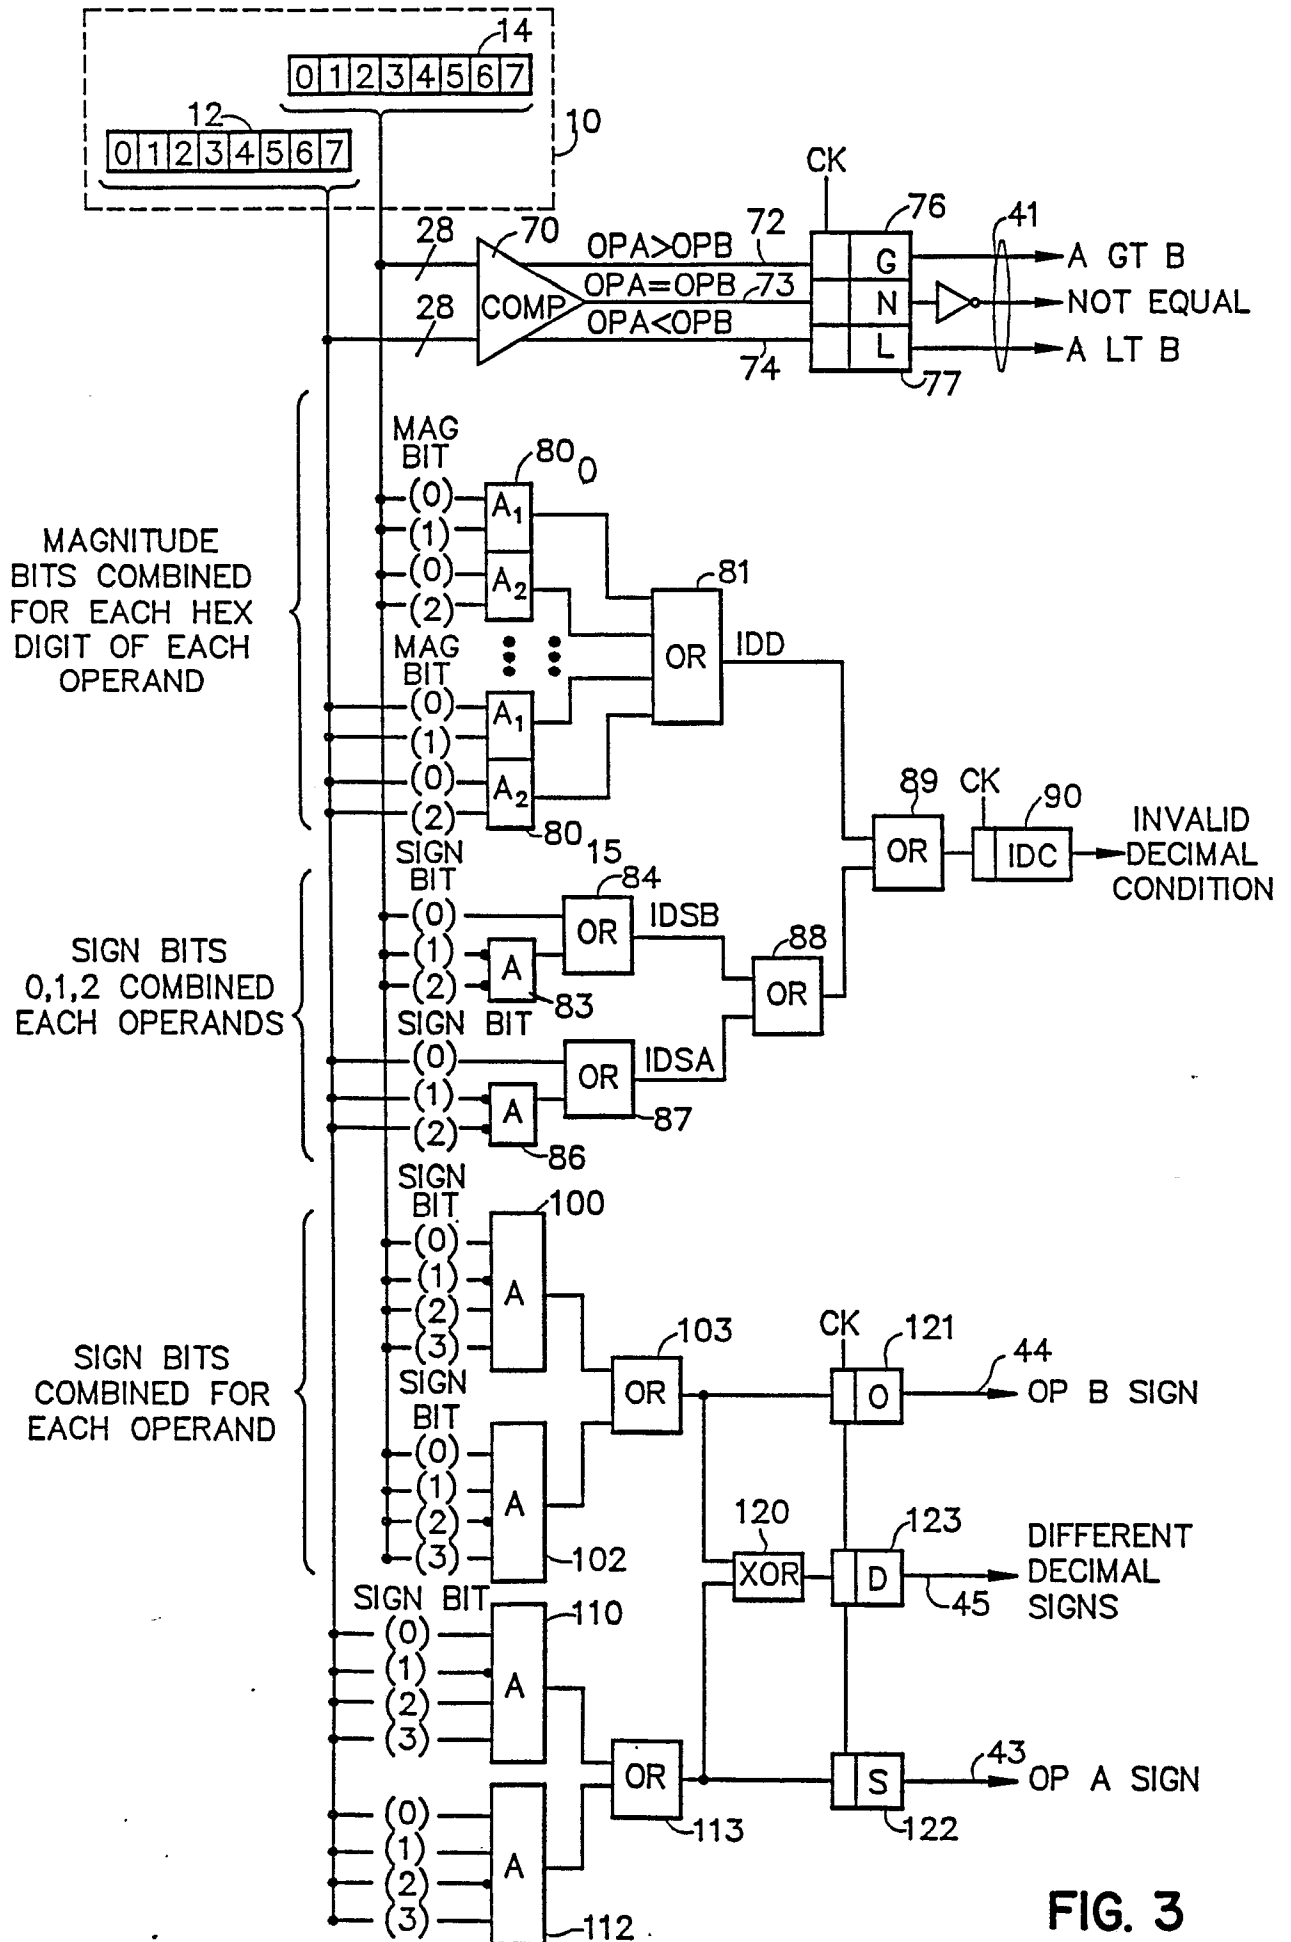 14
0 1 2 3 4 5 6 7
12
0 1 2 3 4 5 6 7
10
CK
28
70
OPA>OPB
72
76
41
G
A GT B
COMP
OPA=OPB
73
N
NOT EQUAL
28
OPA<OPB
74
L
77
A LT B
MAG
BIT
80 0
(0)
A1
(1)
(0)
A2
(2)
MAGNITUDE
BITS COMBINED
FOR EACH HEX
DIGIT OF EACH
OPERAND
81
OR
IDD
MAG
BIT
(0)
A1
(1)
(0)
A2
(2)
80 15
89
OR
CK
90
IDC
INVALID
DECIMAL
CONDITION
SIGN
BIT
84
(0)
OR
IDSB
(1)
A
(2)
83
SIGN BITS
0,1,2 COMBINED
EACH OPERANDS
88
OR
SIGN BIT
(0)
OR
IDSA
(1)
A
87
(2)
86
SIGN
BIT
100
(0)
(1)
A
(2)
(3)
SIGN BITS
COMBINED FOR
EACH OPERAND
103
OR
CK
121
O
44
OP B SIGN
SIGN
BIT
(0)
(1)
A
(2)
(3)
102
120
XOR
123
D
45
DIFFERENT
DECIMAL
SIGNS
SIGN BIT
110
(0)
(1)
A
(2)
(3)
OR
113
S
122
43
OP A SIGN
(0)
(1)
A
(2)
(3)
112
FIG. 3